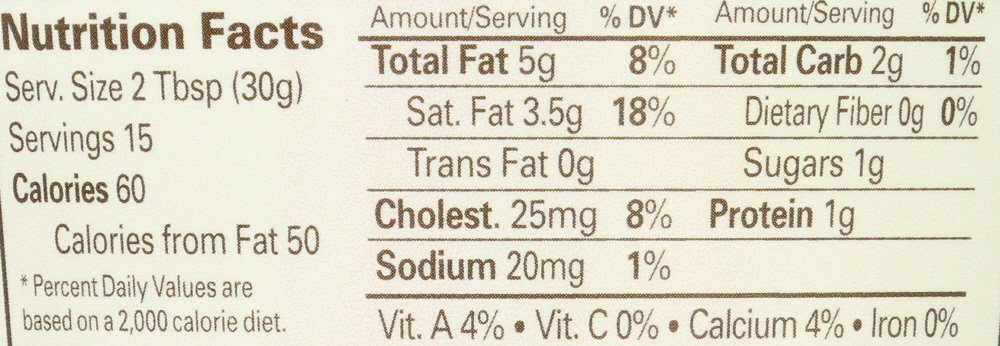 Nutrition Facts
Serv. Size 2 Tbsp (30g)
Servings 15
Calories 60
Calories from Fat 50
* Percent Daily Values are
based on a 2,000 calorie diet.
Amount/Serving % DV* Amount/Serving % DV*
Total Fat 5g 8% Total Carb 2g 1%
Sat. Fat 3.5g 18% Dietary Fiber 0g 0%
Trans Fat 0g Sugars 1g
Cholest. 25mg 8% Protein 1g
Sodium 20mg 1%
Vit. A 4% • Vit. C 0% • Calcium 4% • Iron 0%